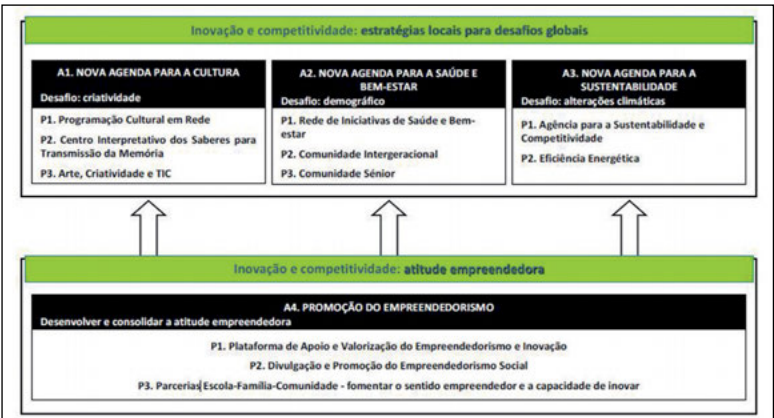 Inovação e competitividade: estratégias locais para desafios globais
A1. NOVA AGENDA PARA A CULTURA
Desafio: criatividade
P1. Programação Cultural em Rede
P2. Centro Interpretativo dos Saberes para
Transmissão da Memória
P3. Arte, Criatividade e TIC
A2. NOVA AGENDA PARA A SAÚDE E
BEM-ESTAR
Desafio: demográfico
P1. Rede de Iniciativas de Saúde e Bem-
estar
P2. Comunidade Intergeracional
P3. Comunidade Sénior
A3. NOVA AGENDA PARA A
SUSTENTABILIDADE
Desafio: alterações climáticas
P1. Agência para a Sustentabilidade e
Competitividade
P2. Eficiência Energética
Inovação e competitividade: atitude empreendedora
A4. PROMOÇÃO DO EMPREENDEDORISMO
Desenvolver e consolidar a atitude empreendedora
P1. Plataforma de Apoio e Valorização do Empreendedorismo e Inovação
P2. Divulgação e Promoção do Empreendedorismo Social
P3. Parcerias Escola-Família-Comunidade - fomentar o sentido empreendedor e a capacidade de inovar